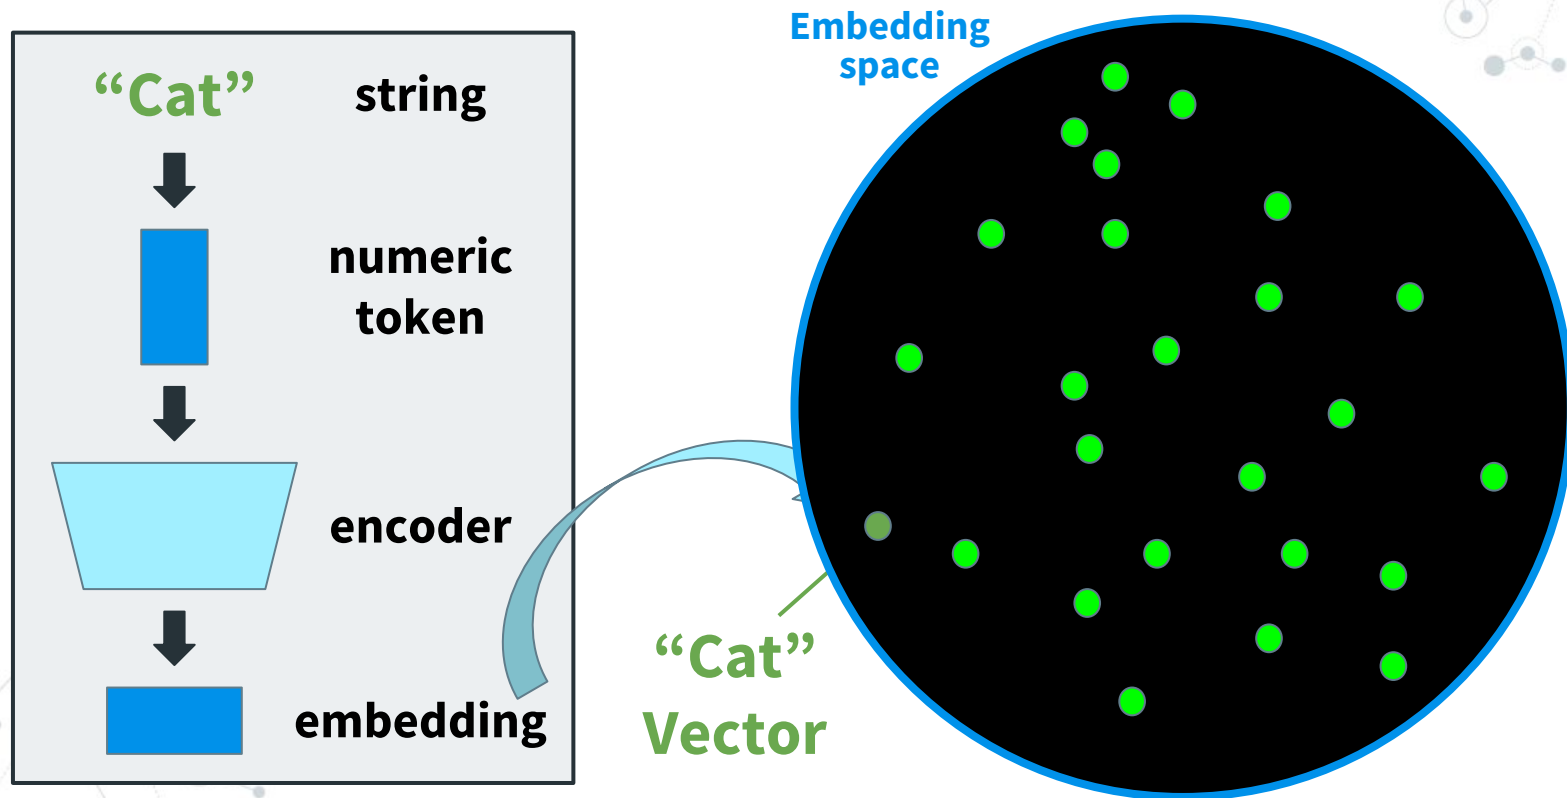 “Cat”
string
numeric
token
encoder
embedding
Embedding
space
“Cat”
Vector